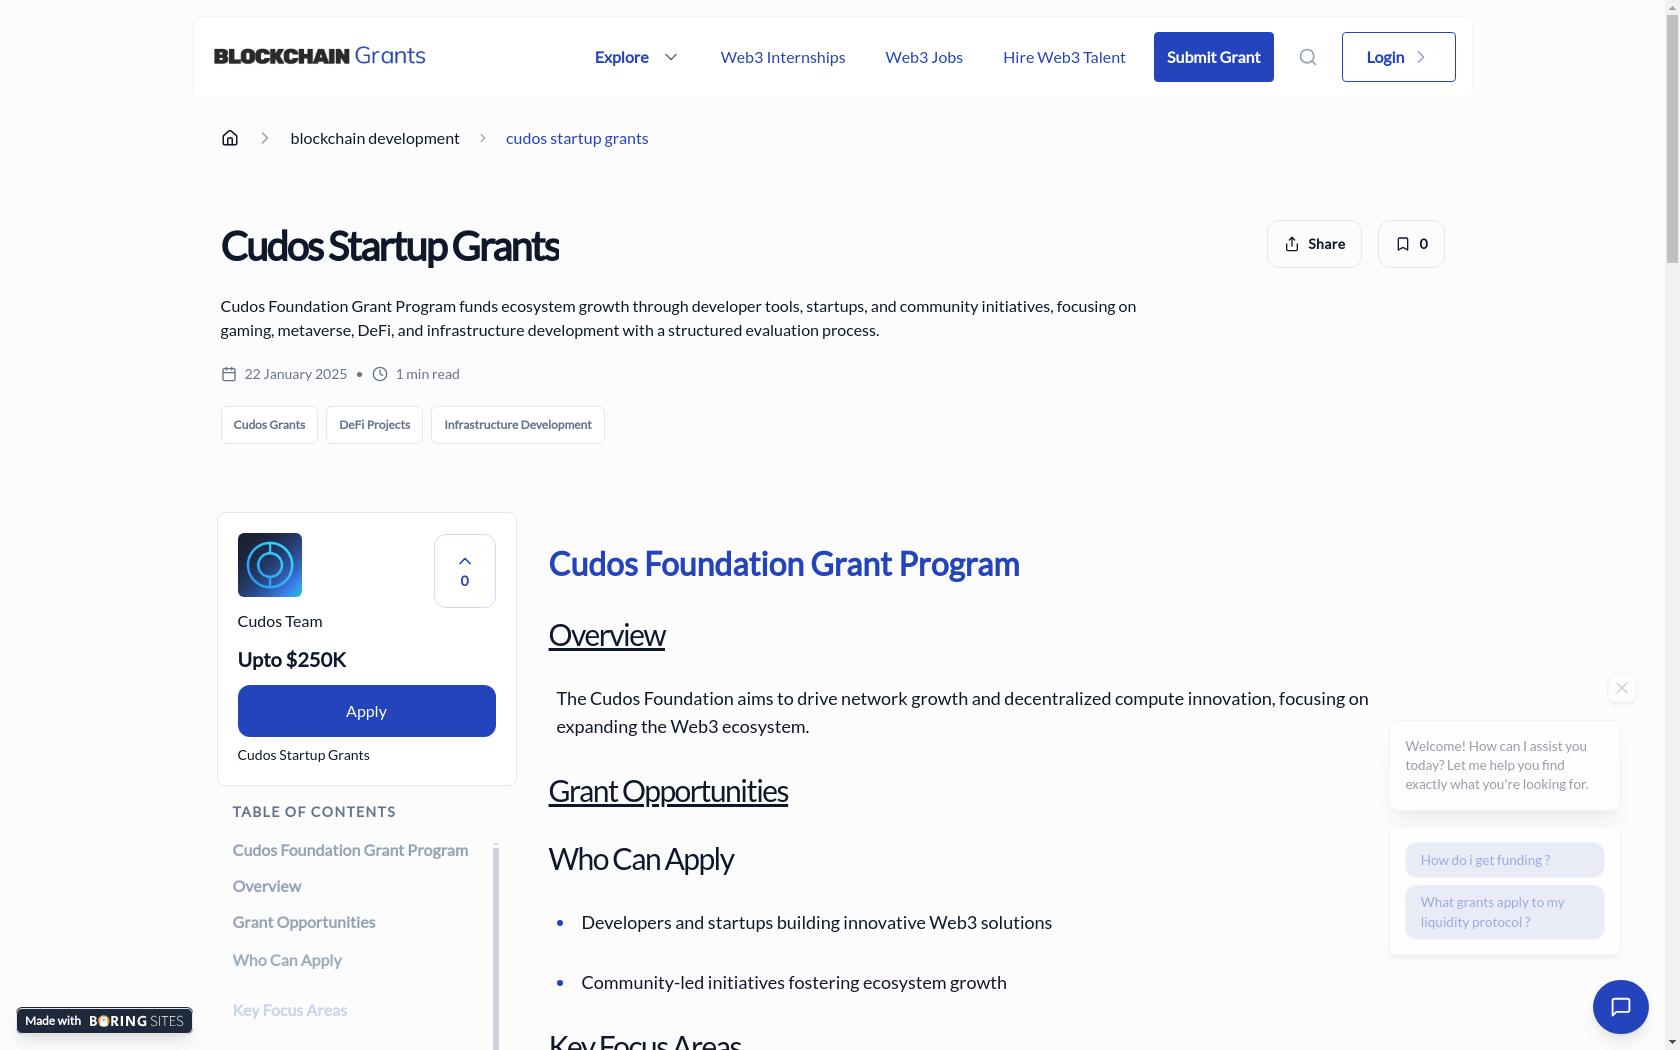 BLOCKCHAIN Grants
Explore
Web3 Internships
Web3 Jobs
Hire Web3 Talent
Submit Grant
Login
blockchain development
cudos startup grants
Cudos Startup Grants
Share
0
Cudos Foundation Grant Program funds ecosystem growth through developer tools, startups, and community initiatives, focusing on
gaming, metaverse, DeFi, and infrastructure development with a structured evaluation process.
22 January 2025 • 1 min read
Cudos Grants
DeFi Projects
Infrastructure Development
0
Cudos Team
Upto $250K
Apply
Cudos Startup Grants
TABLE OF CONTENTS
Cudos Foundation Grant Program
Overview
Grant Opportunities
Who Can Apply
Key Focus Areas
Cudos Foundation Grant Program
Overview
The Cudos Foundation aims to drive network growth and decentralized compute innovation, focusing on
expanding the Web3 ecosystem.
Grant Opportunities
Who Can Apply
Developers and startups building innovative Web3 solutions
Community-led initiatives fostering ecosystem growth
Key Focus Areas
Welcome! How can I assist you
today? Let me help you find
exactly what you're looking for.
How do i get funding ?
What grants apply to my
liquidity protocol ?
Made with BORING SITES